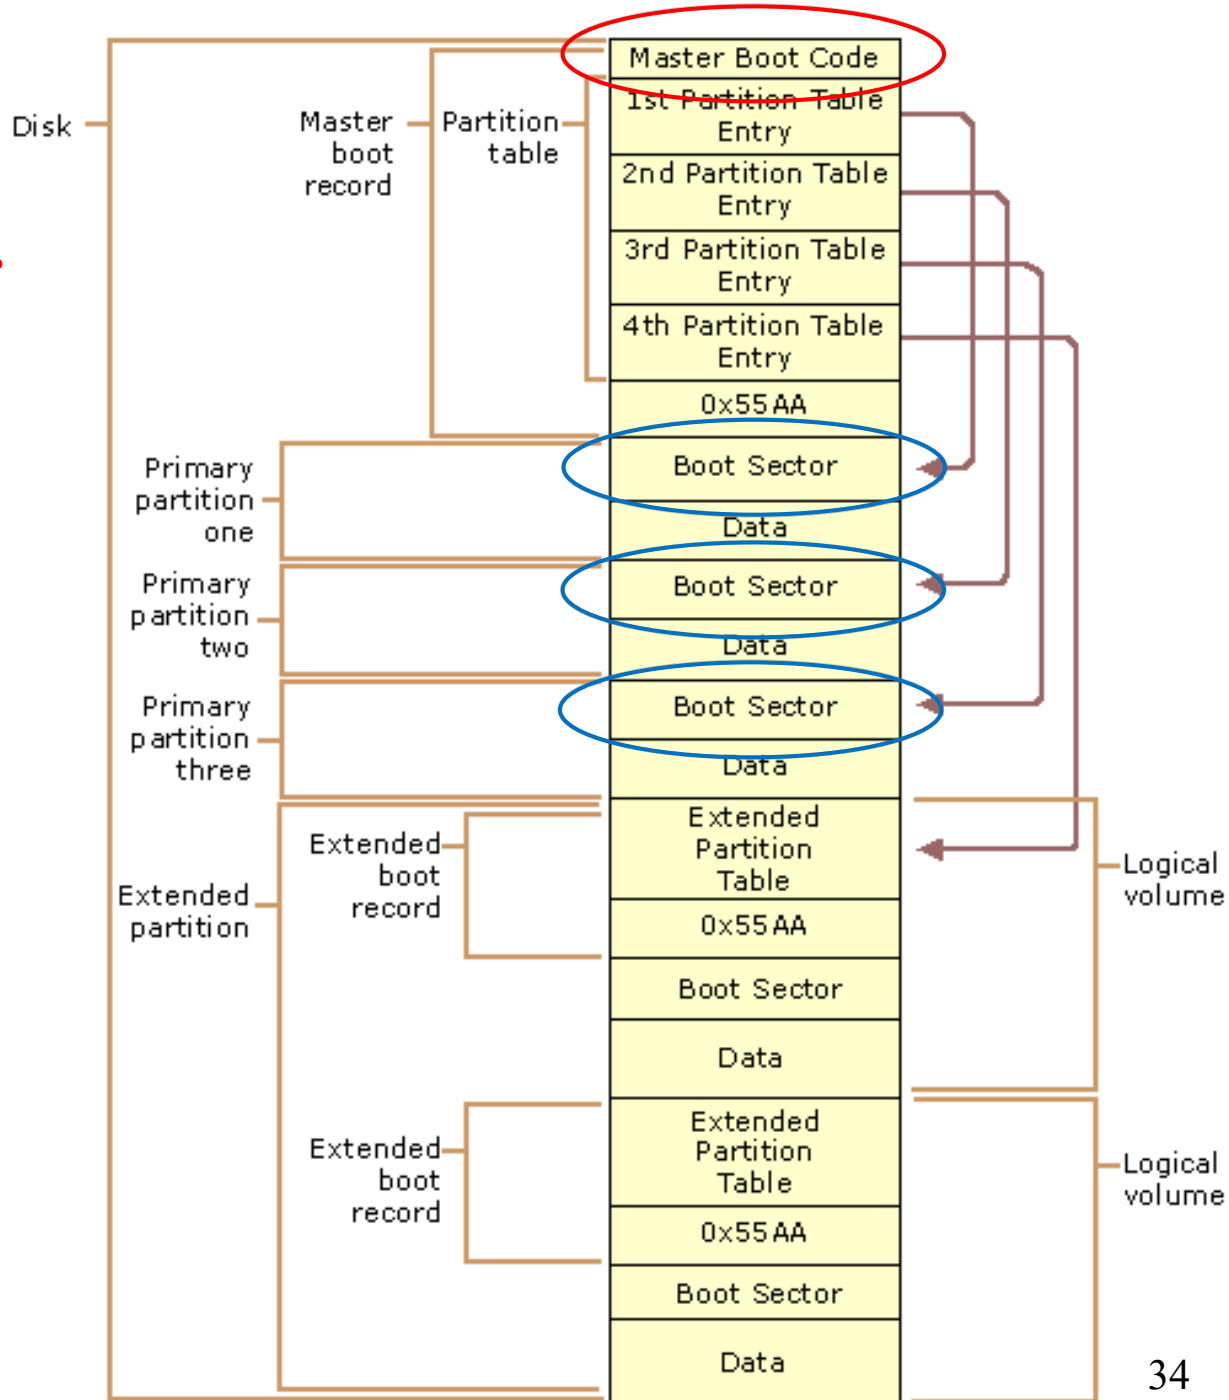 Master Boot Code
1st Partition Table
Entry
2nd Partition Table
Entry
3rd Partition Table
Entry
4th Partition Table
Entry
0x55AA
Boot Sector
Data
Boot Sector
Data
Boot Sector
Data
Extended
Partition
Table
0x55AA
Boot Sector
Data
Extended
Partition
Table
0x55AA
Boot Sector
Data
Disk
Master
boot
record
Partition
table
Primary
partition
one
Primary
partition
two
Primary
partition
three
Extended
partition
Extended
boot
record
Extended
boot
record
Logical
volume
Logical
volume
34